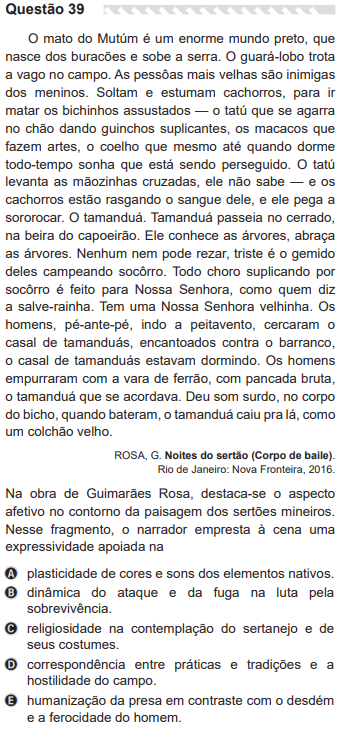 Questão 39
O mato do Mutúm é um enorme mundo preto, que
nasce dos buracões e sobe a serra. O guará-lobo trota
a vago no campo. As pessôas mais velhas são inimigas
dos meninos. Soltam e estumam cachorros, para ir
matar os bichinhos assustados — o tatú que se agarra
no chão dando guinchos suplicantes, os macacos que
fazem artes, o coelho que mesmo até quando dorme
todo-tempo sonha que está sendo perseguido. O tatú
levanta as mãozinhas cruzadas, ele não sabe — e os
cachorros estão rasgando o sangue dele, e ele pega a
sororocar. O tamanduá. Tamanduá passeia no cerrado,
na beira do capoeirão. Ele conhece as árvores, abraça
as árvores. Nenhum nem pode rezar, triste é o gemido
deles campeando socôrro. Todo choro suplicando por
socôrro é feito para Nossa Senhora, como quem diz
a salve-rainha. Tem uma Nossa Senhora velhinha. Os
homens, pé-ante-pé, indo a peitavento, cercaram o
casal de tamanduás, encantoados contra o barranco,
o casal de tamanduás estavam dormindo. Os homens
empurraram com a vara de ferrão, com pancada bruta,
o tamanduá que se acordava. Deu som surdo, no corpo
do bicho, quando bateram, o tamanduá caiu pra lá, como
um colchão velho.
ROSA, G. Noites do sertão (Corpo de baile).
Rio de Janeiro: Nova Fronteira, 2016.
Na obra de Guimarães Rosa, destaca-se o aspecto
afetivo no contorno da paisagem dos sertões mineiros.
Nesse fragmento, o narrador empresta à cena uma
expressividade apoiada na
A plasticidade de cores e sons dos elementos nativos.
B dinâmica do ataque e da fuga na luta pela
sobrevivência.
C religiosidade na contemplação do sertanejo e de
seus costumes.
D correspondência entre práticas e tradições e a
hostilidade do campo.
E humanização da presa em contraste com o desdém
e a ferocidade do homem.